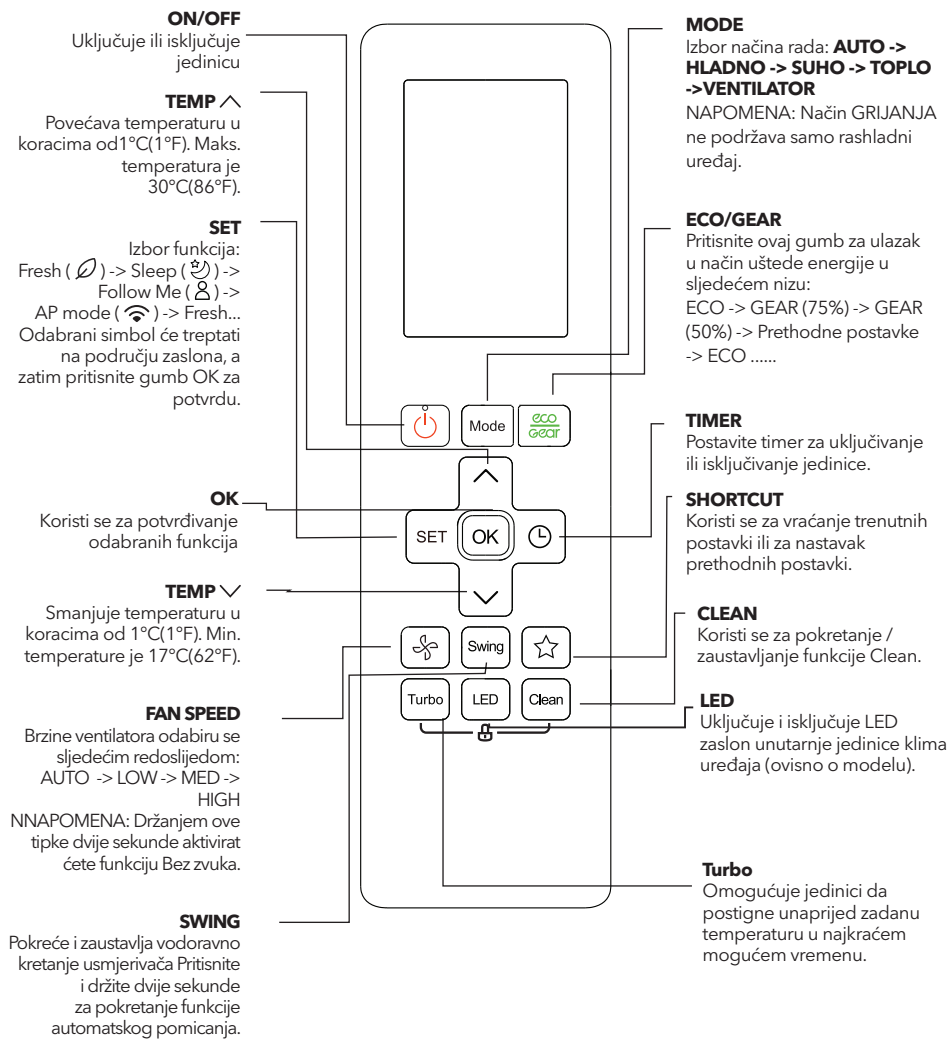 ON/OFF
Uključuje ili isključuje
jedinicu
TEMP
Povećava temperaturu u
koracima od1°C(1°F). Maks.
temperatura je
30°C(86°F).
SET
Izbor funkcija:
Fresh ( ) -> Sleep ( ) ->
Follow Me ( ) ->
AP mode ( ) -> Fresh...
Odabrani simbol će treptati
na području zaslona, a
zatim pritisnite gumb OK za
potvrdu.
OK
Koristi se za potvrđivanje
odabranih funkcija
TEMP
Smanjuje temperaturu u
koracima od 1°C(1°F). Min.
temperature je 17°C(62°F).
FAN SPEED
Brzine ventilatora odabiru se
sljedećim redoslijedom:
AUTO -> LOW -> MED ->
HIGH
NNAPOMENA: Držanjem ove
tipke dvije sekunde aktivirat
ćete funkciju Bez zvuka.
SWING
Pokreće i zaustavlja vodoravno
kretanje usmjerivača Pritisnite
i držite dvije sekunde
za pokretanje funkcije
automatskog pomicanja.
Mode
eco
Gear
SET
OK
Swing
Turbo
LED
Clean
MODE
Izbor načina rada: AUTO ->
HLADNO -> SUHO -> TOPLO
->VENTILATOR
NAPOMENA: Način GRIJANJA
ne podržava samo rashladni
uređaj.
ECO/GEAR
Pritisnite ovaj gumb za ulazak
u način uštede energije u
sljedećem nizu:
ECO -> GEAR (75%) -> GEAR
(50%) -> Prethodne postavke
-> ECO ......
TIMER
Postavite timer za uključivanje
ili isključivanje jedinice.
SHORTCUT
Koristi se za vraćanje trenutnih
postavki ili za nastavak
prethodnih postavki.
CLEAN
Koristi se za pokretanje /
zaustavljanje funkcije Clean.
LED
Uključuje i isključuje LED
zaslon unutarnje jedinice klima
uređaja (ovisno o modelu).
Turbo
Omogućuje jedinici da
postigne unaprijed zadanu
temperaturu u najkraćem
mogućem vremenu.